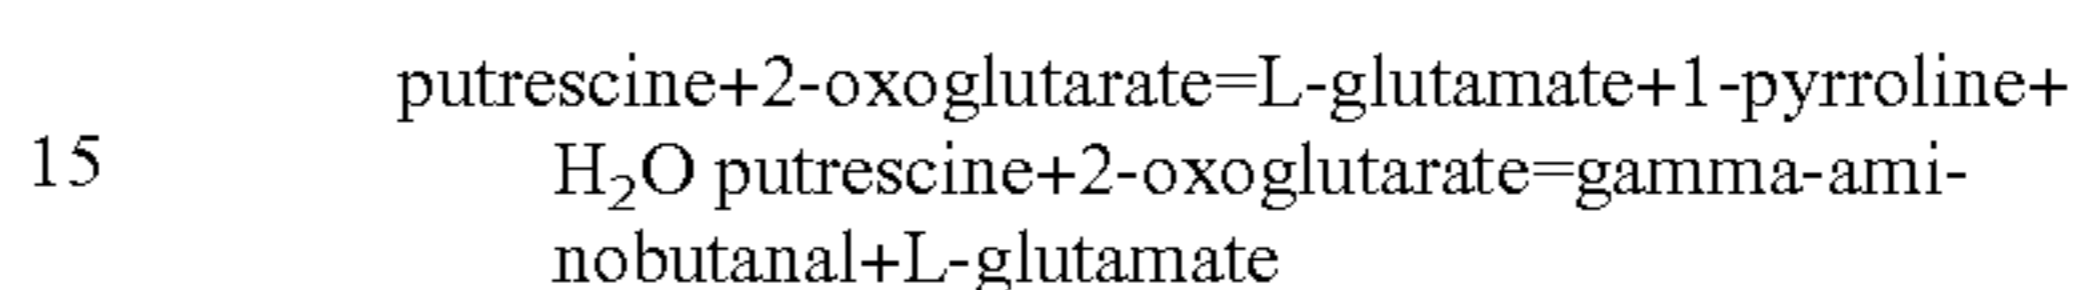 putrescine+2-oxoglutarate=L-glutamate+1-pyrroline+
15 H₂O putrescine+2-oxoglutarate=gamma-ami-
nobutanal+L-glutamate